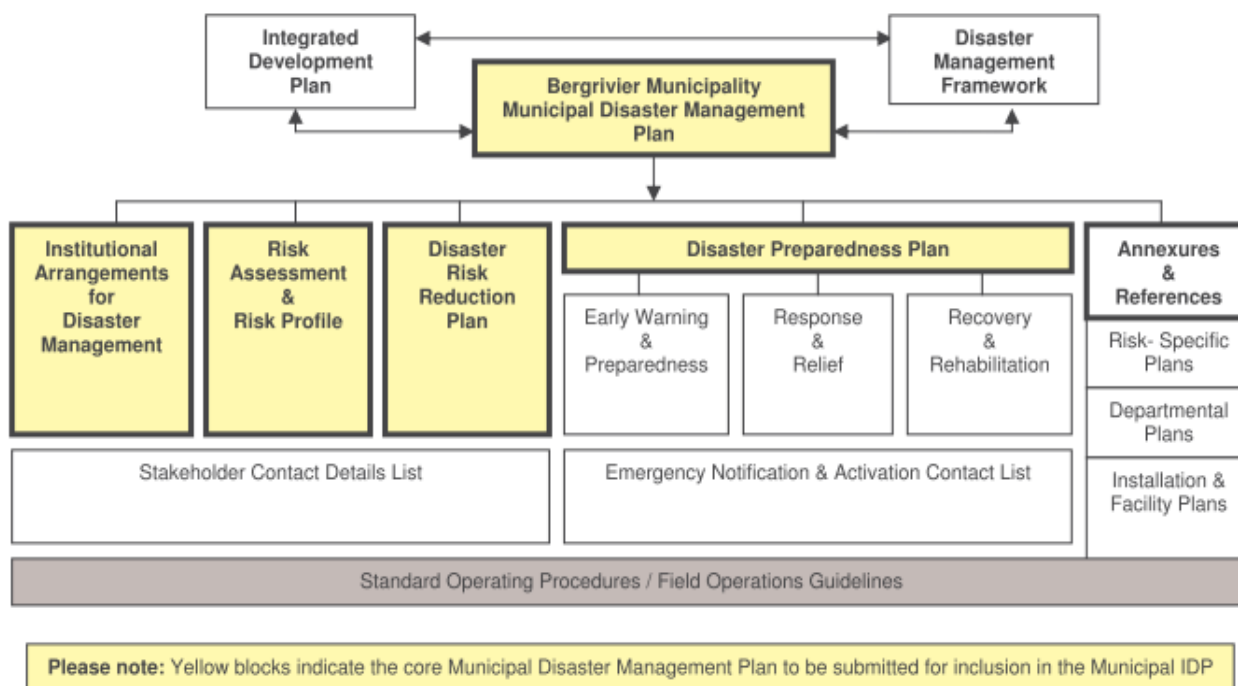 Integrated
Development
Plan
Disaster
Management
Framework
Bergrivier Municipality
Municipal Disaster Management
Plan
Institutional
Arrangements
for
Disaster
Management
Risk
Assessment
&
Risk Profile
Disaster
Risk
Reduction
Plan
Disaster Preparedness Plan
Early Warning
&
Preparedness
Response
&
Relief
Recovery
&
Rehabilitation
Annexures
&
References
Risk- Specific
Plans
Departmental
Plans
Installation &
Facility Plans
Stakeholder Contact Details List
Emergency Notification & Activation Contact List
Standard Operating Procedures / Field Operations Guidelines
Please note: Yellow blocks indicate the core Municipal Disaster Management Plan to be submitted for inclusion in the Municipal IDP